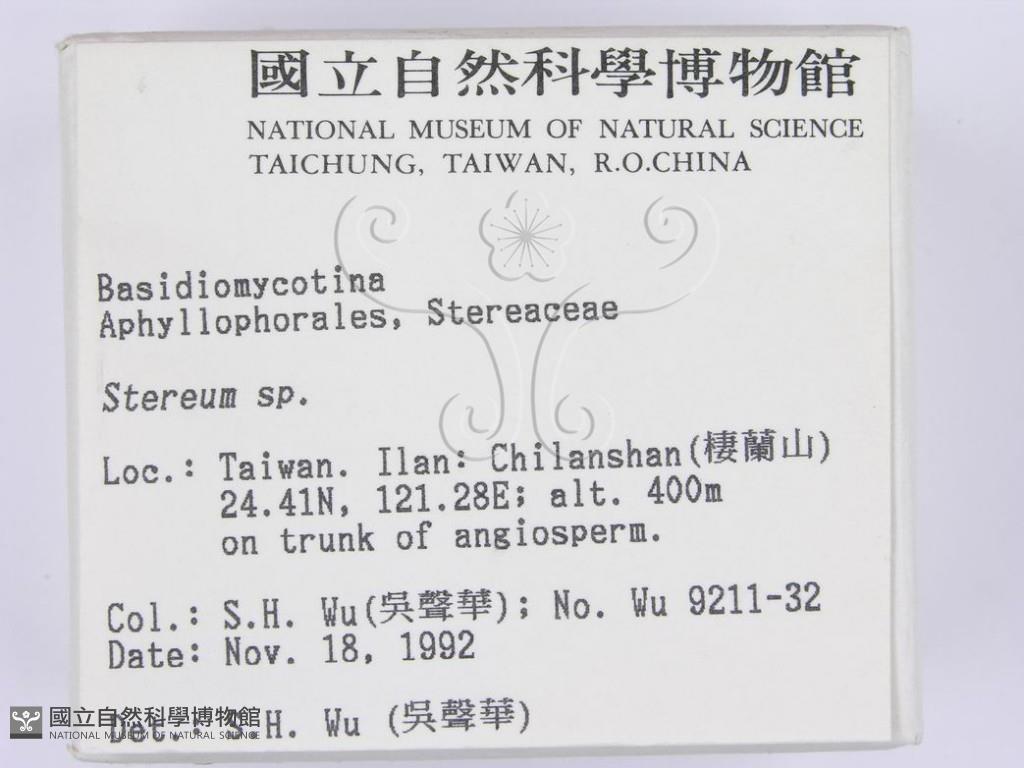 國立自然科學博物館
NATIONAL MUSEUM OF NATURAL SCIENCE
TAICHUNG, TAIWAN, R.O.CHINA
Basidiomycotina
Aphyllophorales, Stereaceae
Stereum sp.
Loc.: Taiwan. Ilan: Chilanshan(棲蘭山)
24.41N, 121.28E; alt. 400m
on trunk of angiosperm.
Col.: S.H. Wu(吳聲華); No. Wu 9211-32
Date: Nov. 18, 1992
Det.: S.H. Wu (吳聲華)
國立自然科學博物館
NATIONAL MUSEUM OF NATURAL SCIENCE